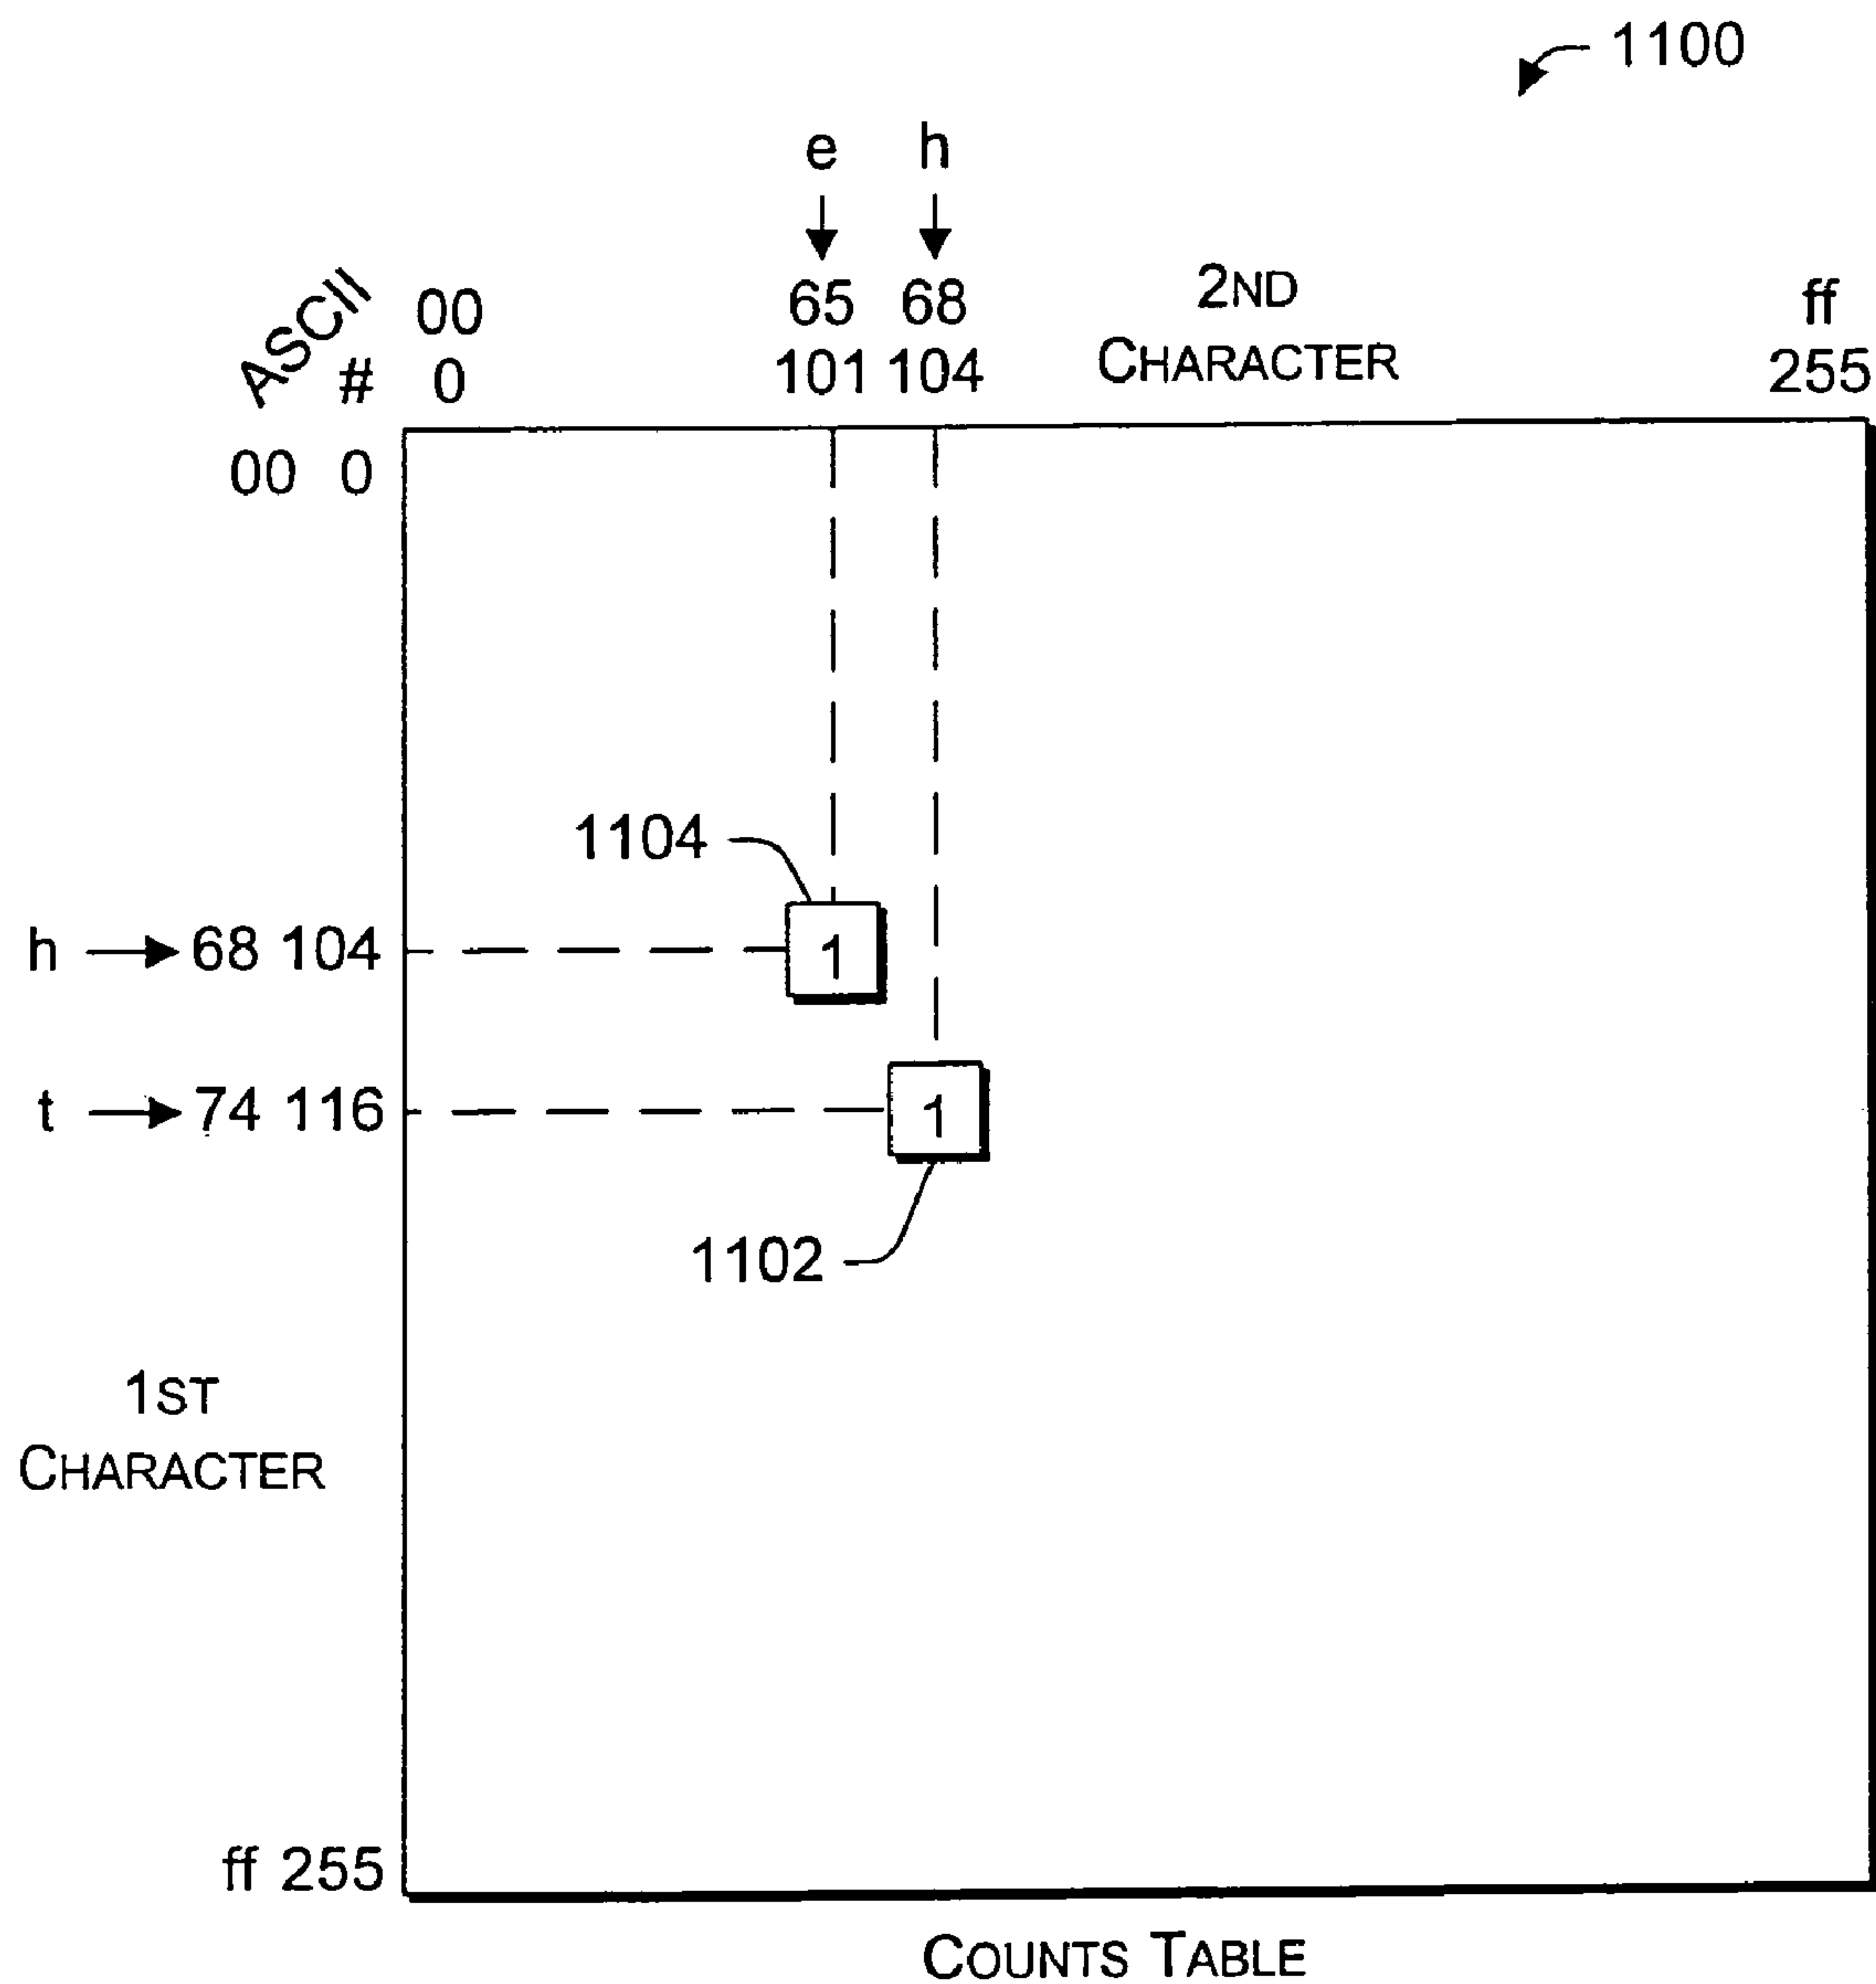 1100
e h
ASCII 00 65 68 2ND ff
# 0 101 104 CHARACTER 255
00 0
1104
h 68 104 1
t 74 116 1
1102
1ST
CHARACTER
ff 255
COUNTS TABLE